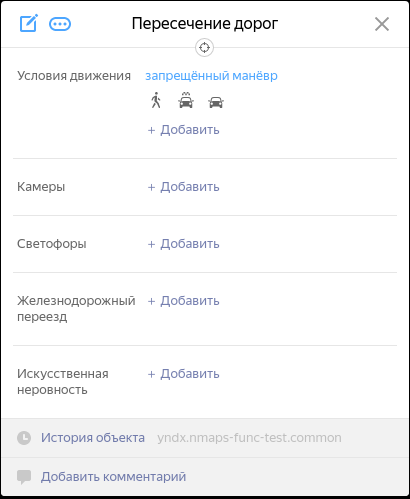 Пересечение дорог
Условия движения запрещённый манёвр
+ Добавить
Камеры + Добавить
Светофоры + Добавить
Железнодорожный + Добавить
переезд
Искусственная + Добавить
неровность
История объекта yndx.nmaps-func-test.common
Добавить комментарий